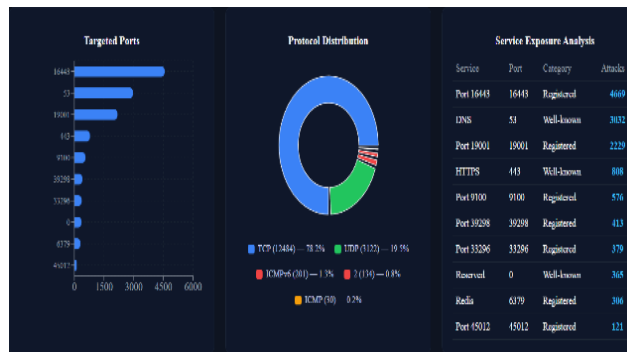 Targeted Ports
16443
53
19001
443
9100
39298
33296
0
6379
45012
0 1500 3000 4500 6000
Protocol Distribution
TCP (12484) — 78.2% UDP (3122) — 19.5%
ICMPv6 (201) — 1.3% 2 (134) — 0.8%
ICMP (30) 0.2%
Service Exposure Analysis
Service Port Category Attacks
Port 16443 16443 Registered 4669
DNS 53 Well-known 3032
Port 19001 19001 Registered 2229
HTTPS 443 Well-known 808
Port 9100 9100 Registered 576
Port 39298 39298 Registered 413
Port 33296 33296 Registered 379
Reserved 0 Well-known 365
Redis 6379 Registered 306
Port 45012 45012 Registered 121